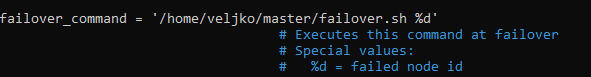 failover_command = '/home/veljko/master/failover.sh %d'
# Executes this command at failover
# Special values:
# %d = failed node id